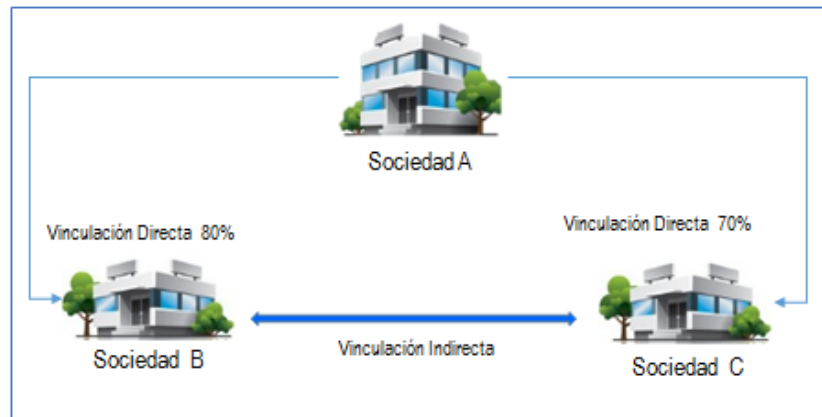 Sociedad A
Vinculación Directa 80%
Vinculación Directa 70%
Vinculación Indirecta
Sociedad B
Sociedad C